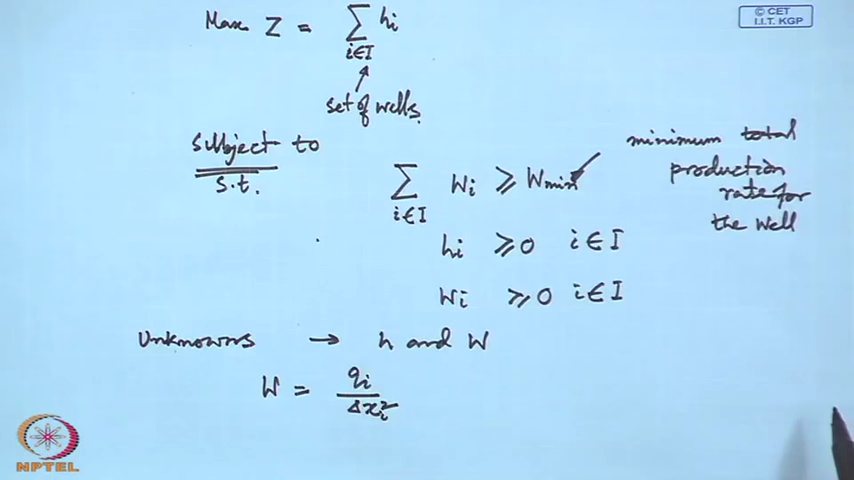 Max Z = ∑ hi
i∈I
set of wells.
© CET
I.I.T. KGP
Subject to
s.t.
∑ Wi ⩾ Wmin
i∈I
minimum total
production
rate for
the well
hi ⩾ 0 i∈I
Wi ⩾ 0 i∈I
Unknowns → h and W
W = qi / Δxi²
NPTEL